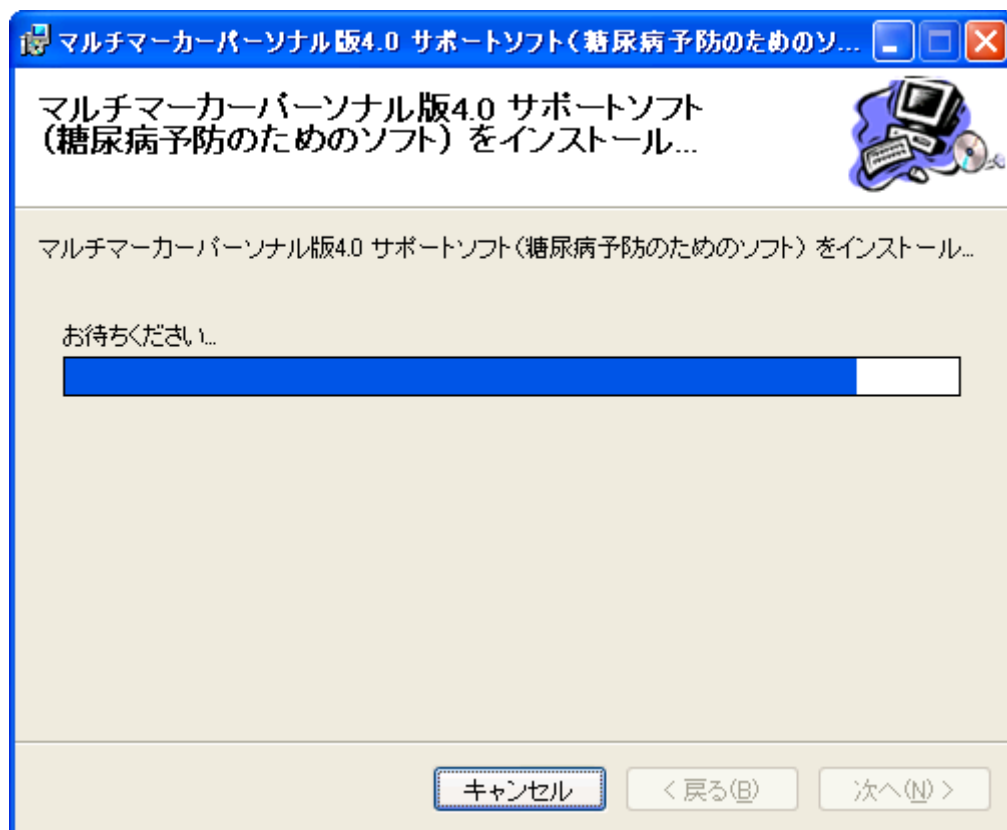 マルチマーカーパーソナル版4.0 サポートソフト(糖尿病予防のためのソ...
マルチマーカーパーソナル版4.0 サポートソフト
(糖尿病予防のためのソフト) をインストール...
マルチマーカーパーソナル版4.0 サポートソフト(糖尿病予防のためのソフト) をインストール...
お待ちください...
キャンセル
< 戻る(B)
次へ(N) >